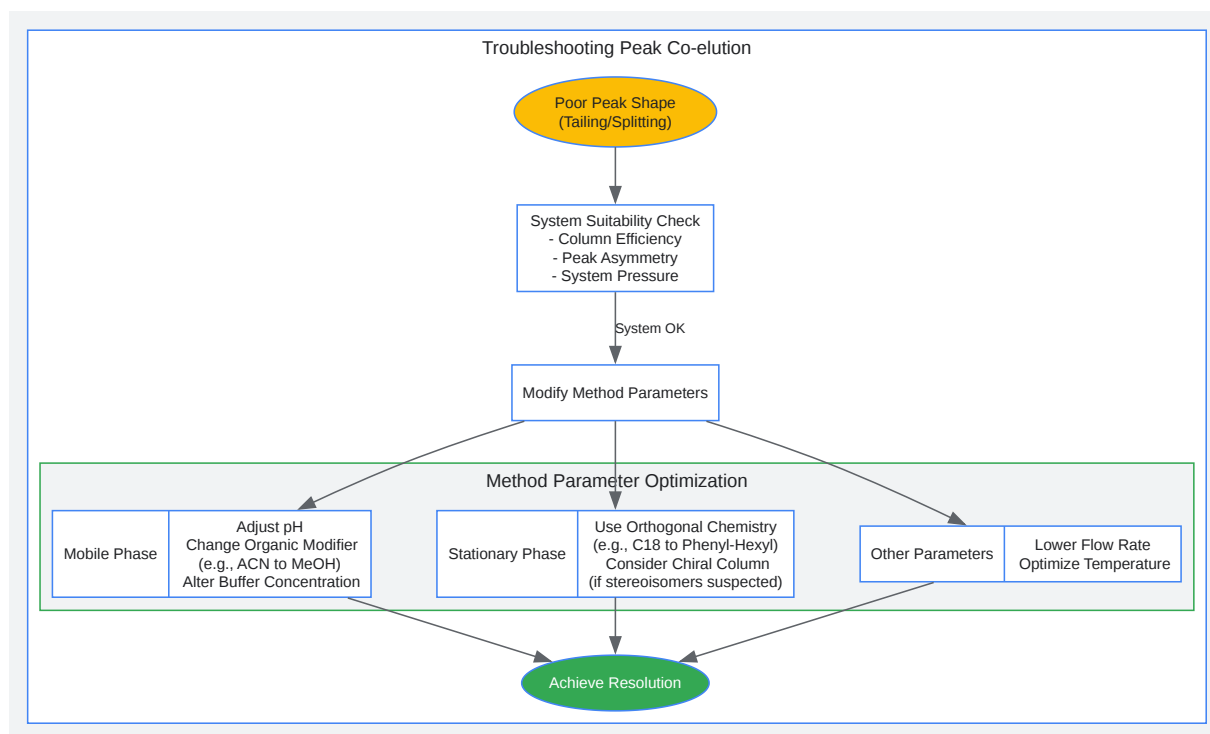 Troubleshooting Peak Co-elution
Poor Peak Shape
(Tailing/Splitting)
System Suitability Check
- Column Efficiency
- Peak Asymmetry
- System Pressure
System OK
Modify Method Parameters
Method Parameter Optimization
Mobile Phase
Adjust pH
Change Organic Modifier
(e.g., ACN to MeOH)
Alter Buffer Concentration
Stationary Phase
Use Orthogonal Chemistry
(e.g., C18 to Phenyl-Hexyl)
Consider Chiral Column
(if stereoisomers suspected)
Other Parameters
Lower Flow Rate
Optimize Temperature
Achieve Resolution